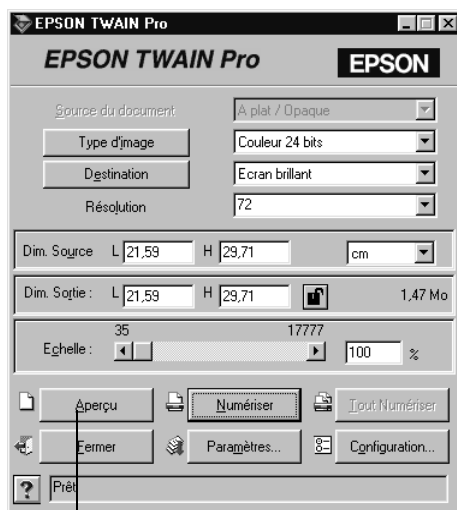 EPSON TWAIN Pro
EPSON TWAIN Pro EPSON
Source du document A plat / Opaque
Type d'image Couleur 24 bits
Destination Ecran brillant
Résolution 72
Dim. Source L 21,59 H 29,71 cm
Dim. Sortie : L 21,59 H 29,71 1,47 Mo
35 17777
Echelle : 100 %
Aperçu Numériser Tout Numériser
Fermer Paramètres... Configuration...
? Prêt